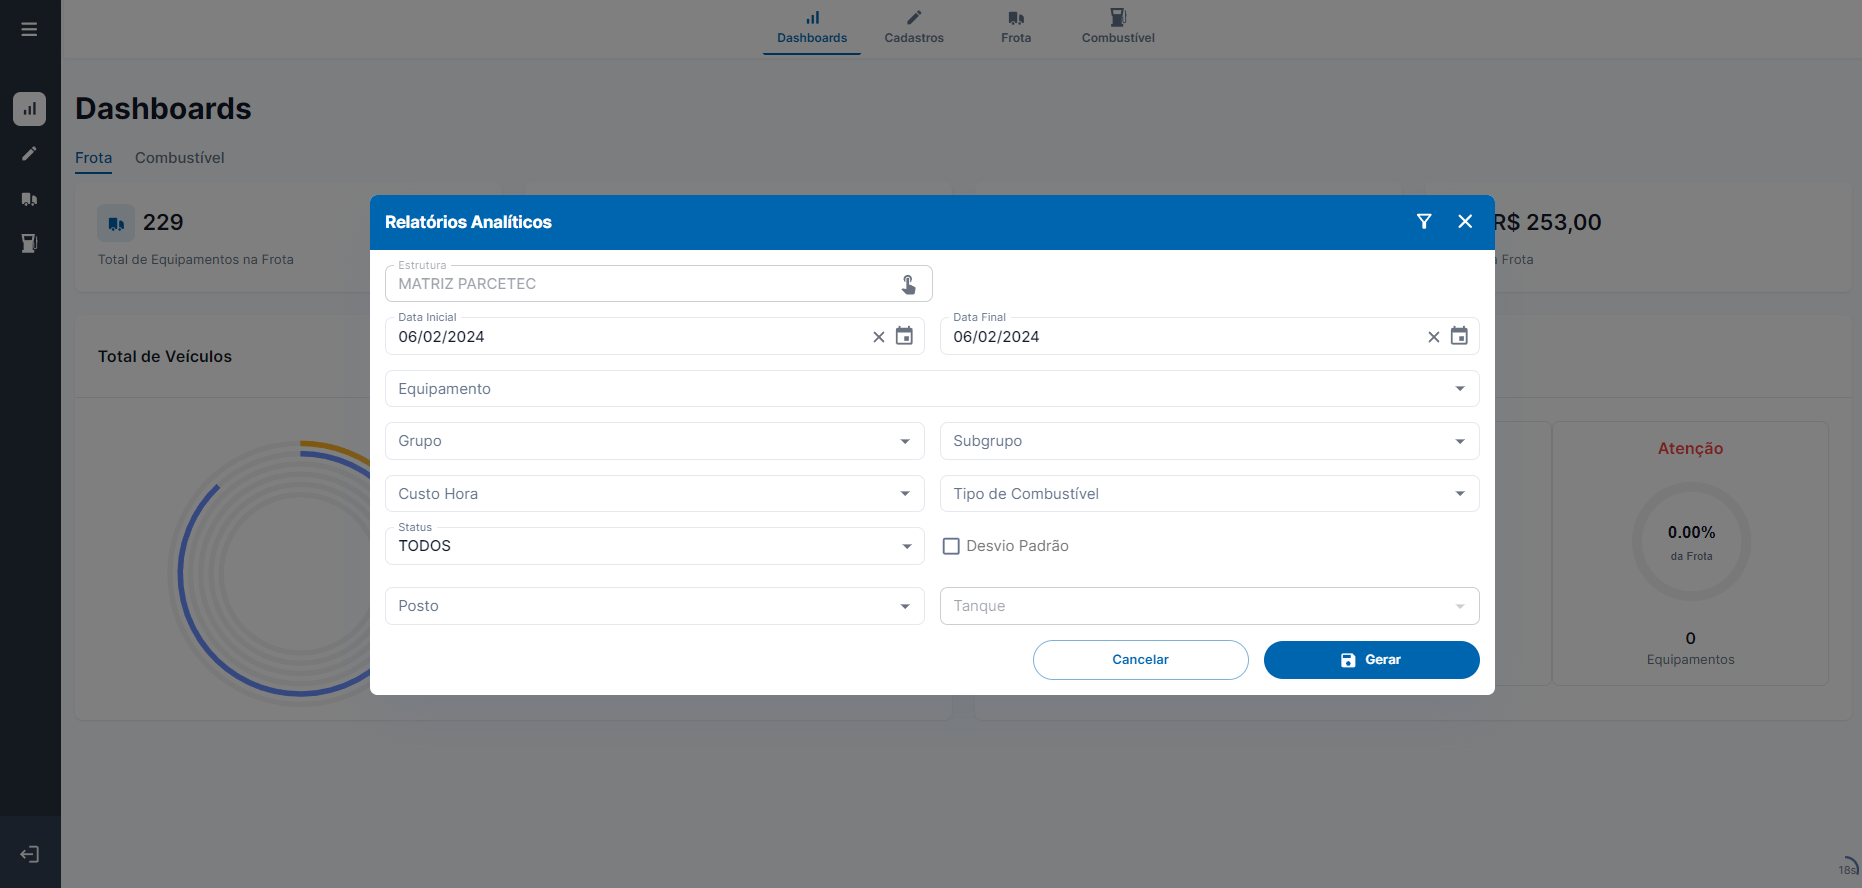 Dashboards
Cadastros
Frota
Combustível
Dashboards
Frota
Combustível
229
Total de Equipamentos na Frota
R$ 253,00
Frota
Total de Veículos
Relatórios Analíticos
Estrutura
MATRIZ PARCETEC
Data Inicial
06/02/2024
Data Final
06/02/2024
Equipamento
Grupo
Subgrupo
Custo Hora
Tipo de Combustível
Status
TODOS
Desvio Padrão
Posto
Tanque
Cancelar
Gerar
Atenção
0.00%
da Frota
0
Equipamentos
18s